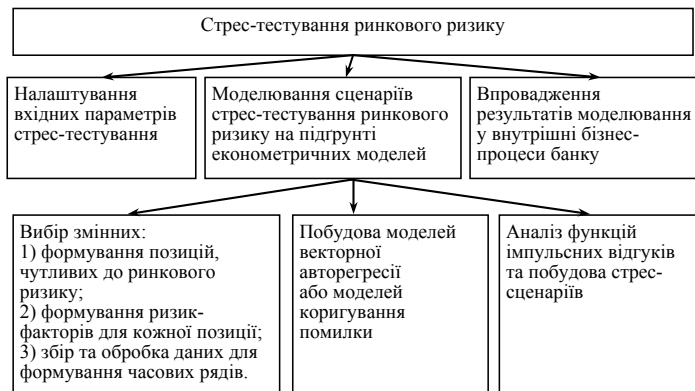 Стрес-тестування ринкового ризику
Налаштування
вхідних параметрів
стрес-тестування
Моделювання сценаріїв
стрес-тестування ринкового
ризику на підґрунті
економетричних моделей
Впровадження
результатів моделювання
у внутрішні бізнес-
процеси банку
Вибір змінних:
1) формування позицій,
чутливих до ринкового
ризику;
2) формування ризик-
факторів для кожної позиції;
3) збір та обробка даних для
формування часових рядів.
Побудова моделей
векторної
авторегресії
або моделей
коригування
помилки
Аналіз функцій
імпульсних відгуків
та побудова стрес-
сценаріїв